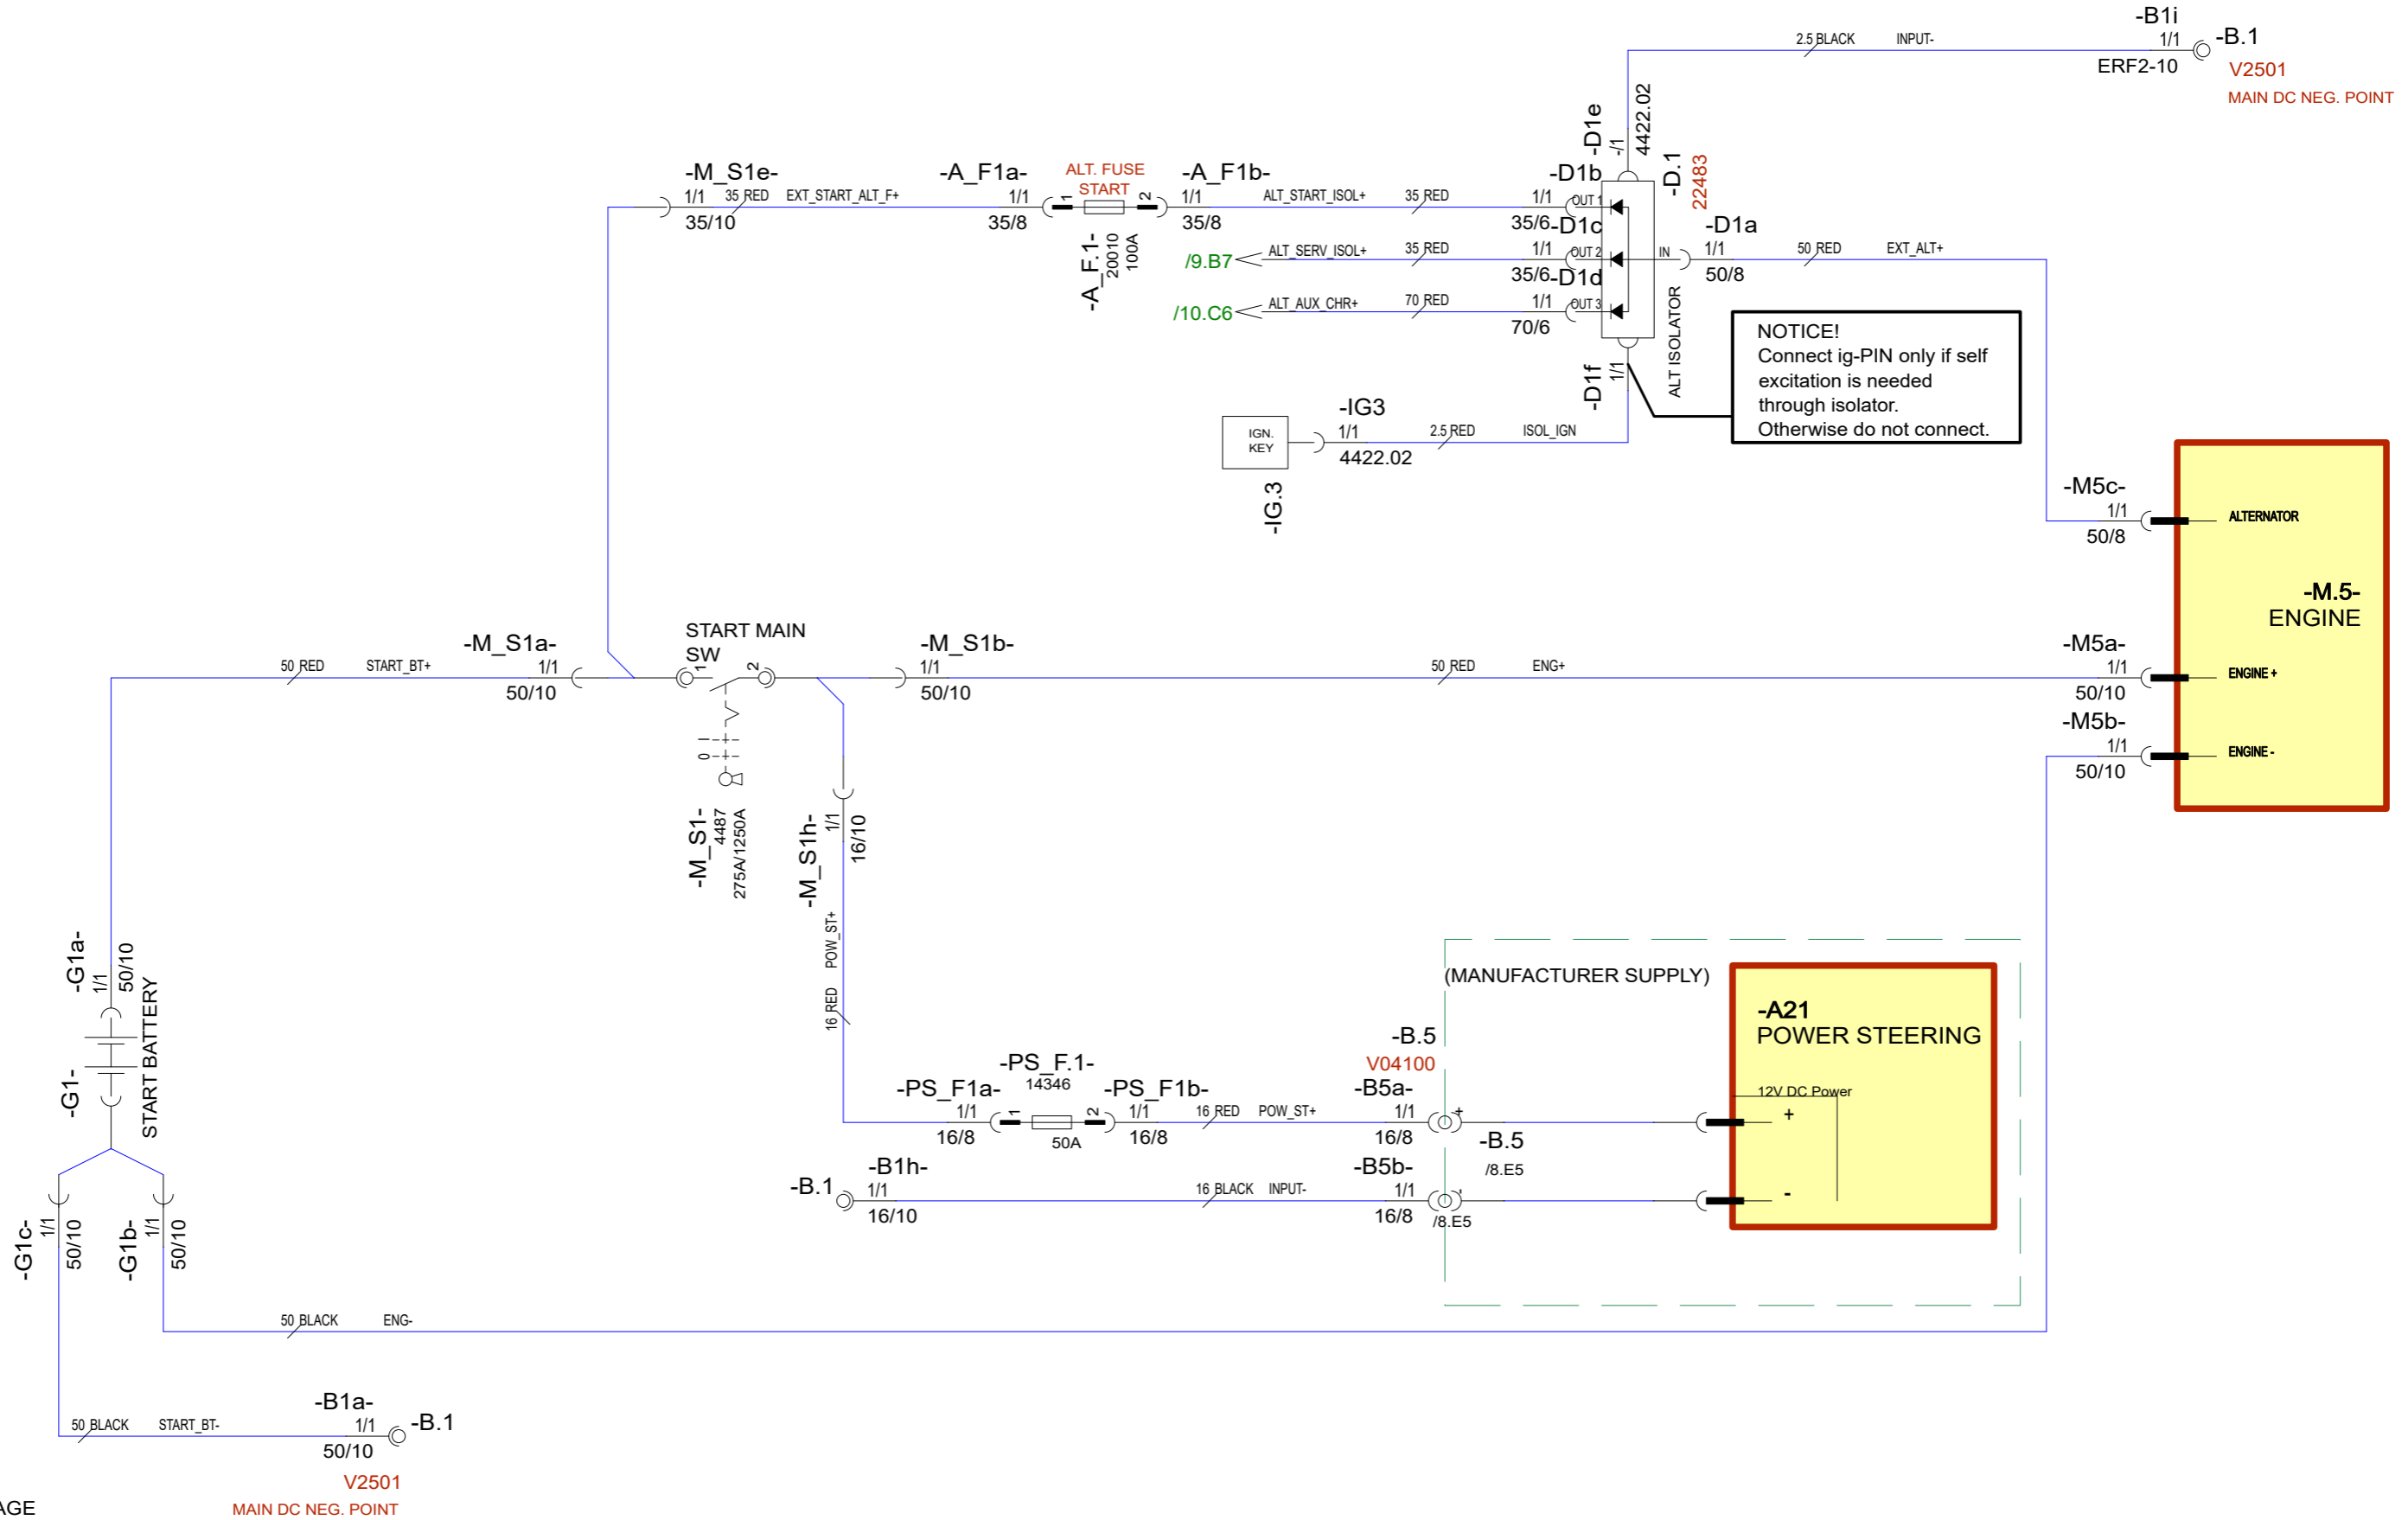 -B1i
1/1
-B.1
2.5 BLACK INPUT-
ERF2-10
V2501
MAIN DC NEG. POINT
-D1e
-/1
4422.02
-D.1
22483
-M_S1e-
1/1
35 RED EXT_START_ALT_F+
35/10
-A_F1a-
1/1
35/8
ALT. FUSE
START
1
2
-A_F.1-
20010
100A
-A_F1b-
1/1
35/8
ALT_START_ISOL+ 35 RED
-D1b
1/1
35/6
OUT 1
/9.B7
ALT_SERV_ISOL+ 35 RED
-D1c
1/1
35/6
OUT 2
/10.C6
ALT_AUX_CHR+ 70 RED
-D1d
1/1
70/6
OUT 3
IN
-D1a
1/1
50/8
50 RED EXT_ALT+
ALT ISOLATOR
-D1f
1/1
NOTICE!
Connect ig-PIN only if self
excitation is needed
through isolator.
Otherwise do not connect.
IGN.
KEY
-IG.3
-IG3
1/1
4422.02
2.5 RED ISOL_IGN
-M5c-
1/1
50/8
ALTERNATOR
-M.5-
ENGINE
-M5a-
1/1
50/10
ENGINE +
-M5b-
1/1
50/10
ENGINE -
50 RED START_BT+
-M_S1a-
1/1
50/10
START MAIN
SW
1
2
0 I
-M_S1-
4487
275A/1250A
-M_S1b-
1/1
50/10
50 RED ENG+
-M_S1h-
1/1
16/10
16 RED POW_ST+
-G1a-
1/1
50/10
-G1-
START BATTERY
-G1c-
1/1
50/10
-G1b-
1/1
50/10
(MANUFACTURER SUPPLY)
-A21
POWER STEERING
12V DC Power
+
-
-PS_F1a-
1/1
16/8
-PS_F.1-
14346
1
2
50A
-PS_F1b-
1/1
16/8
16 RED POW_ST+
-B.5
V04100
-B5a-
1/1
16/8
+
-B.5
/8.E5
-B.1
-B1h-
1/1
16/10
16 BLACK INPUT-
-B5b-
1/1
16/8
-
/8.E5
50 BLACK ENG-
50 BLACK START_BT-
-B1a-
1/1
50/10
-B.1
V2501
MAIN DC NEG. POINT
AGE